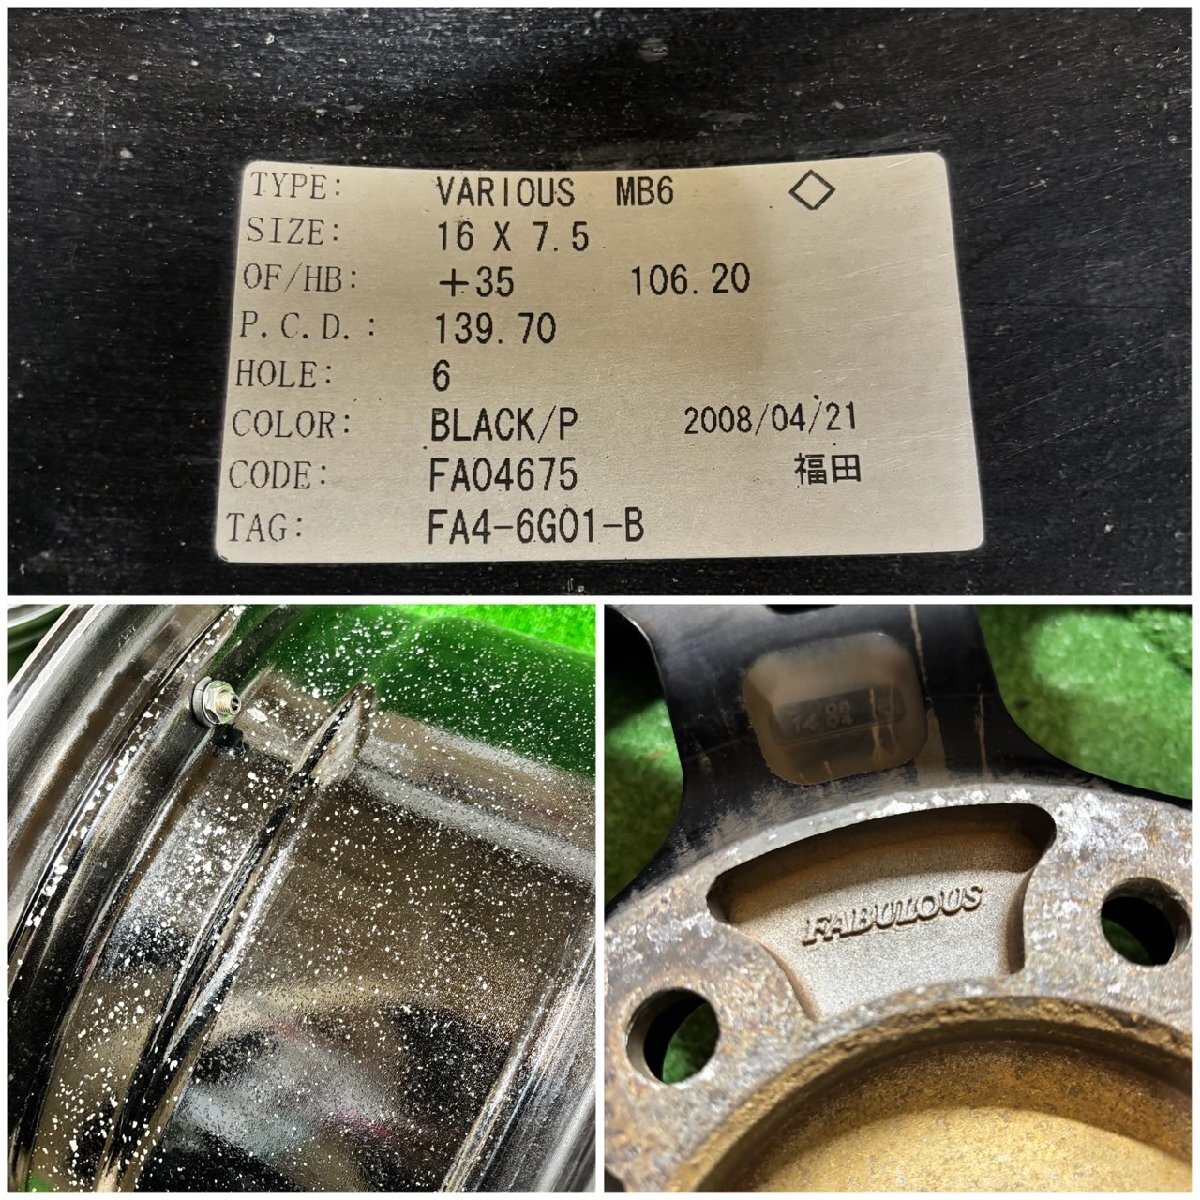 TYPE: VARIOUS MB6 ◇
SIZE: 16 X 7.5
OF/HB: +35 106.20
P.C.D.: 139.70
HOLE: 6
COLOR: BLACK/P 2008/04/21
CODE: FA04675 福田
TAG: FA4-6G01-B
FABULOUS